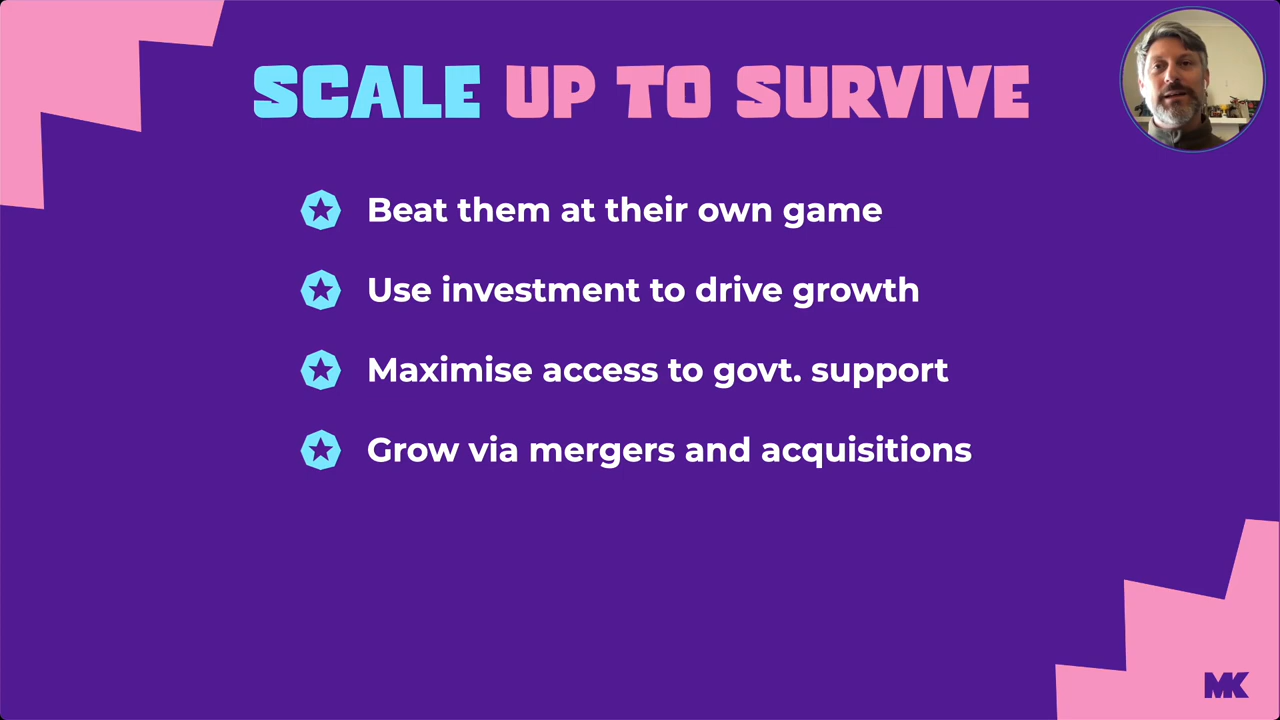 SCALE UP TO SURVIVE
Beat them at their own game
Use investment to drive growth
Maximise access to govt. support
Grow via mergers and acquisitions
MK